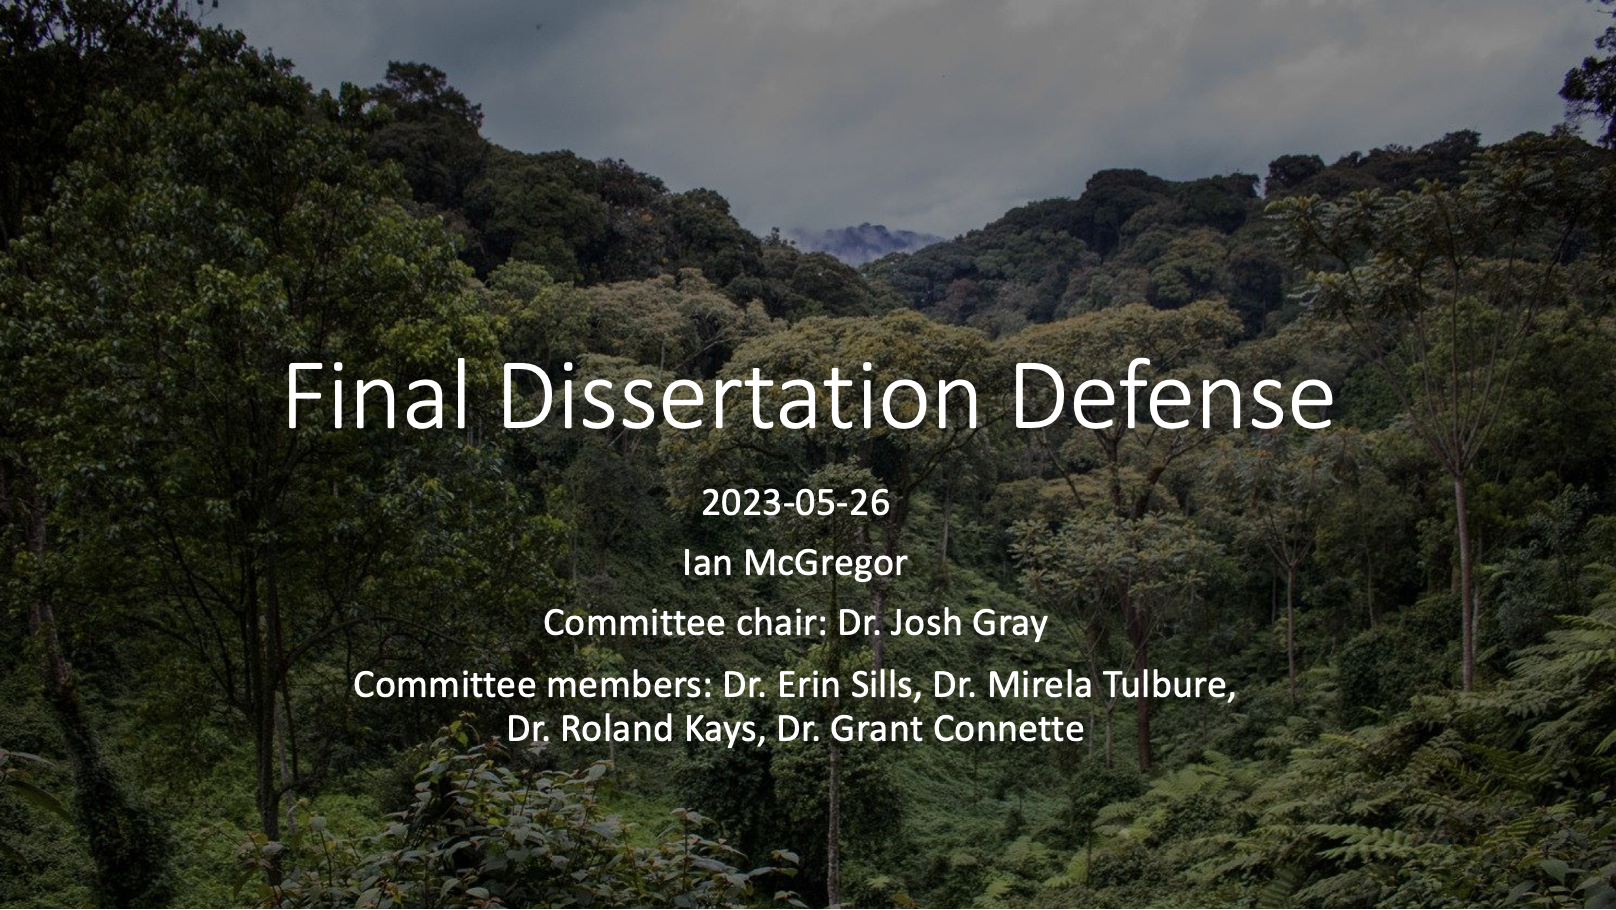 Final Dissertation Defense
2023-05-26
Ian McGregor
Committee chair: Dr. Josh Gray
Committee members: Dr. Erin Sills, Dr. Mirela Tulbure,
Dr. Roland Kays, Dr. Grant Connette